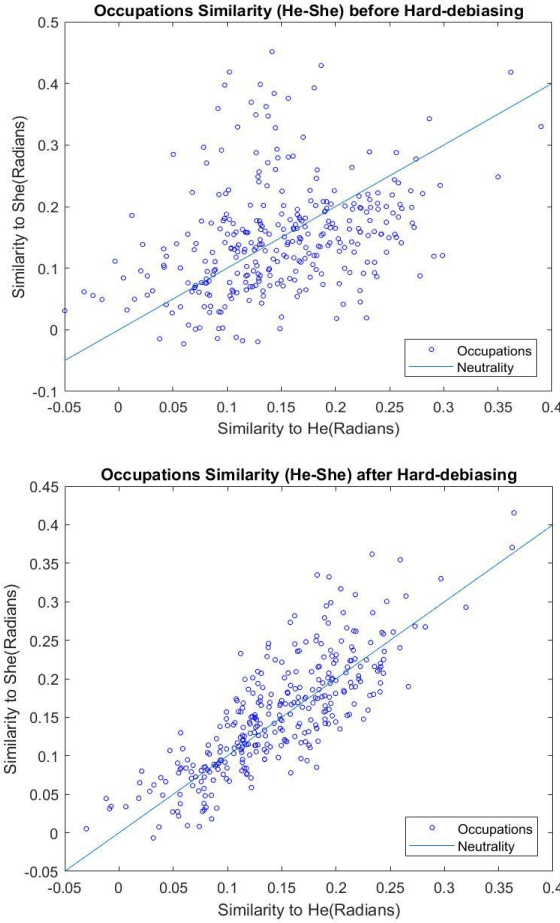 Occupations Similarity (He-She) before Hard-debiasing
0.5
0.4
0.3
0.2
0.1
0
-0.1
Similarity to She(Radians)
Occupations
Neutrality
-0.05 0 0.05 0.1 0.15 0.2 0.25 0.3 0.35 0.4
Similarity to He(Radians)
Occupations Similarity (He-She) after Hard-debiasing
0.45
0.4
0.35
0.3
0.25
0.2
0.15
0.1
0.05
0
-0.05
Similarity to She(Radians)
Occupations
Neutrality
-0.05 0 0.05 0.1 0.15 0.2 0.25 0.3 0.35 0.4
Similarity to He(Radians)